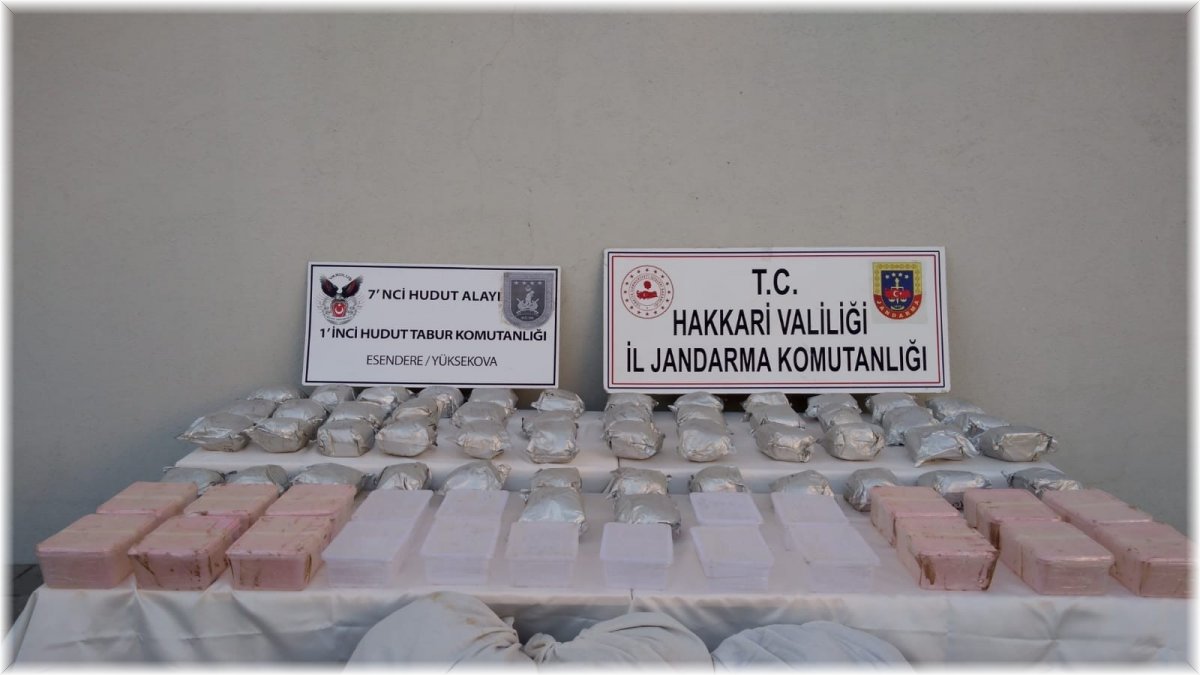 7' NCİ HUDUT ALAYI
1' İNCİ HUDUT TABUR KOMUTANLIĞI
ESENDERE / YÜKSEKOVA
T.C.
HAKKARİ VALİLİĞİ
İL JANDARMA KOMUTANLIĞI
JANDARMA